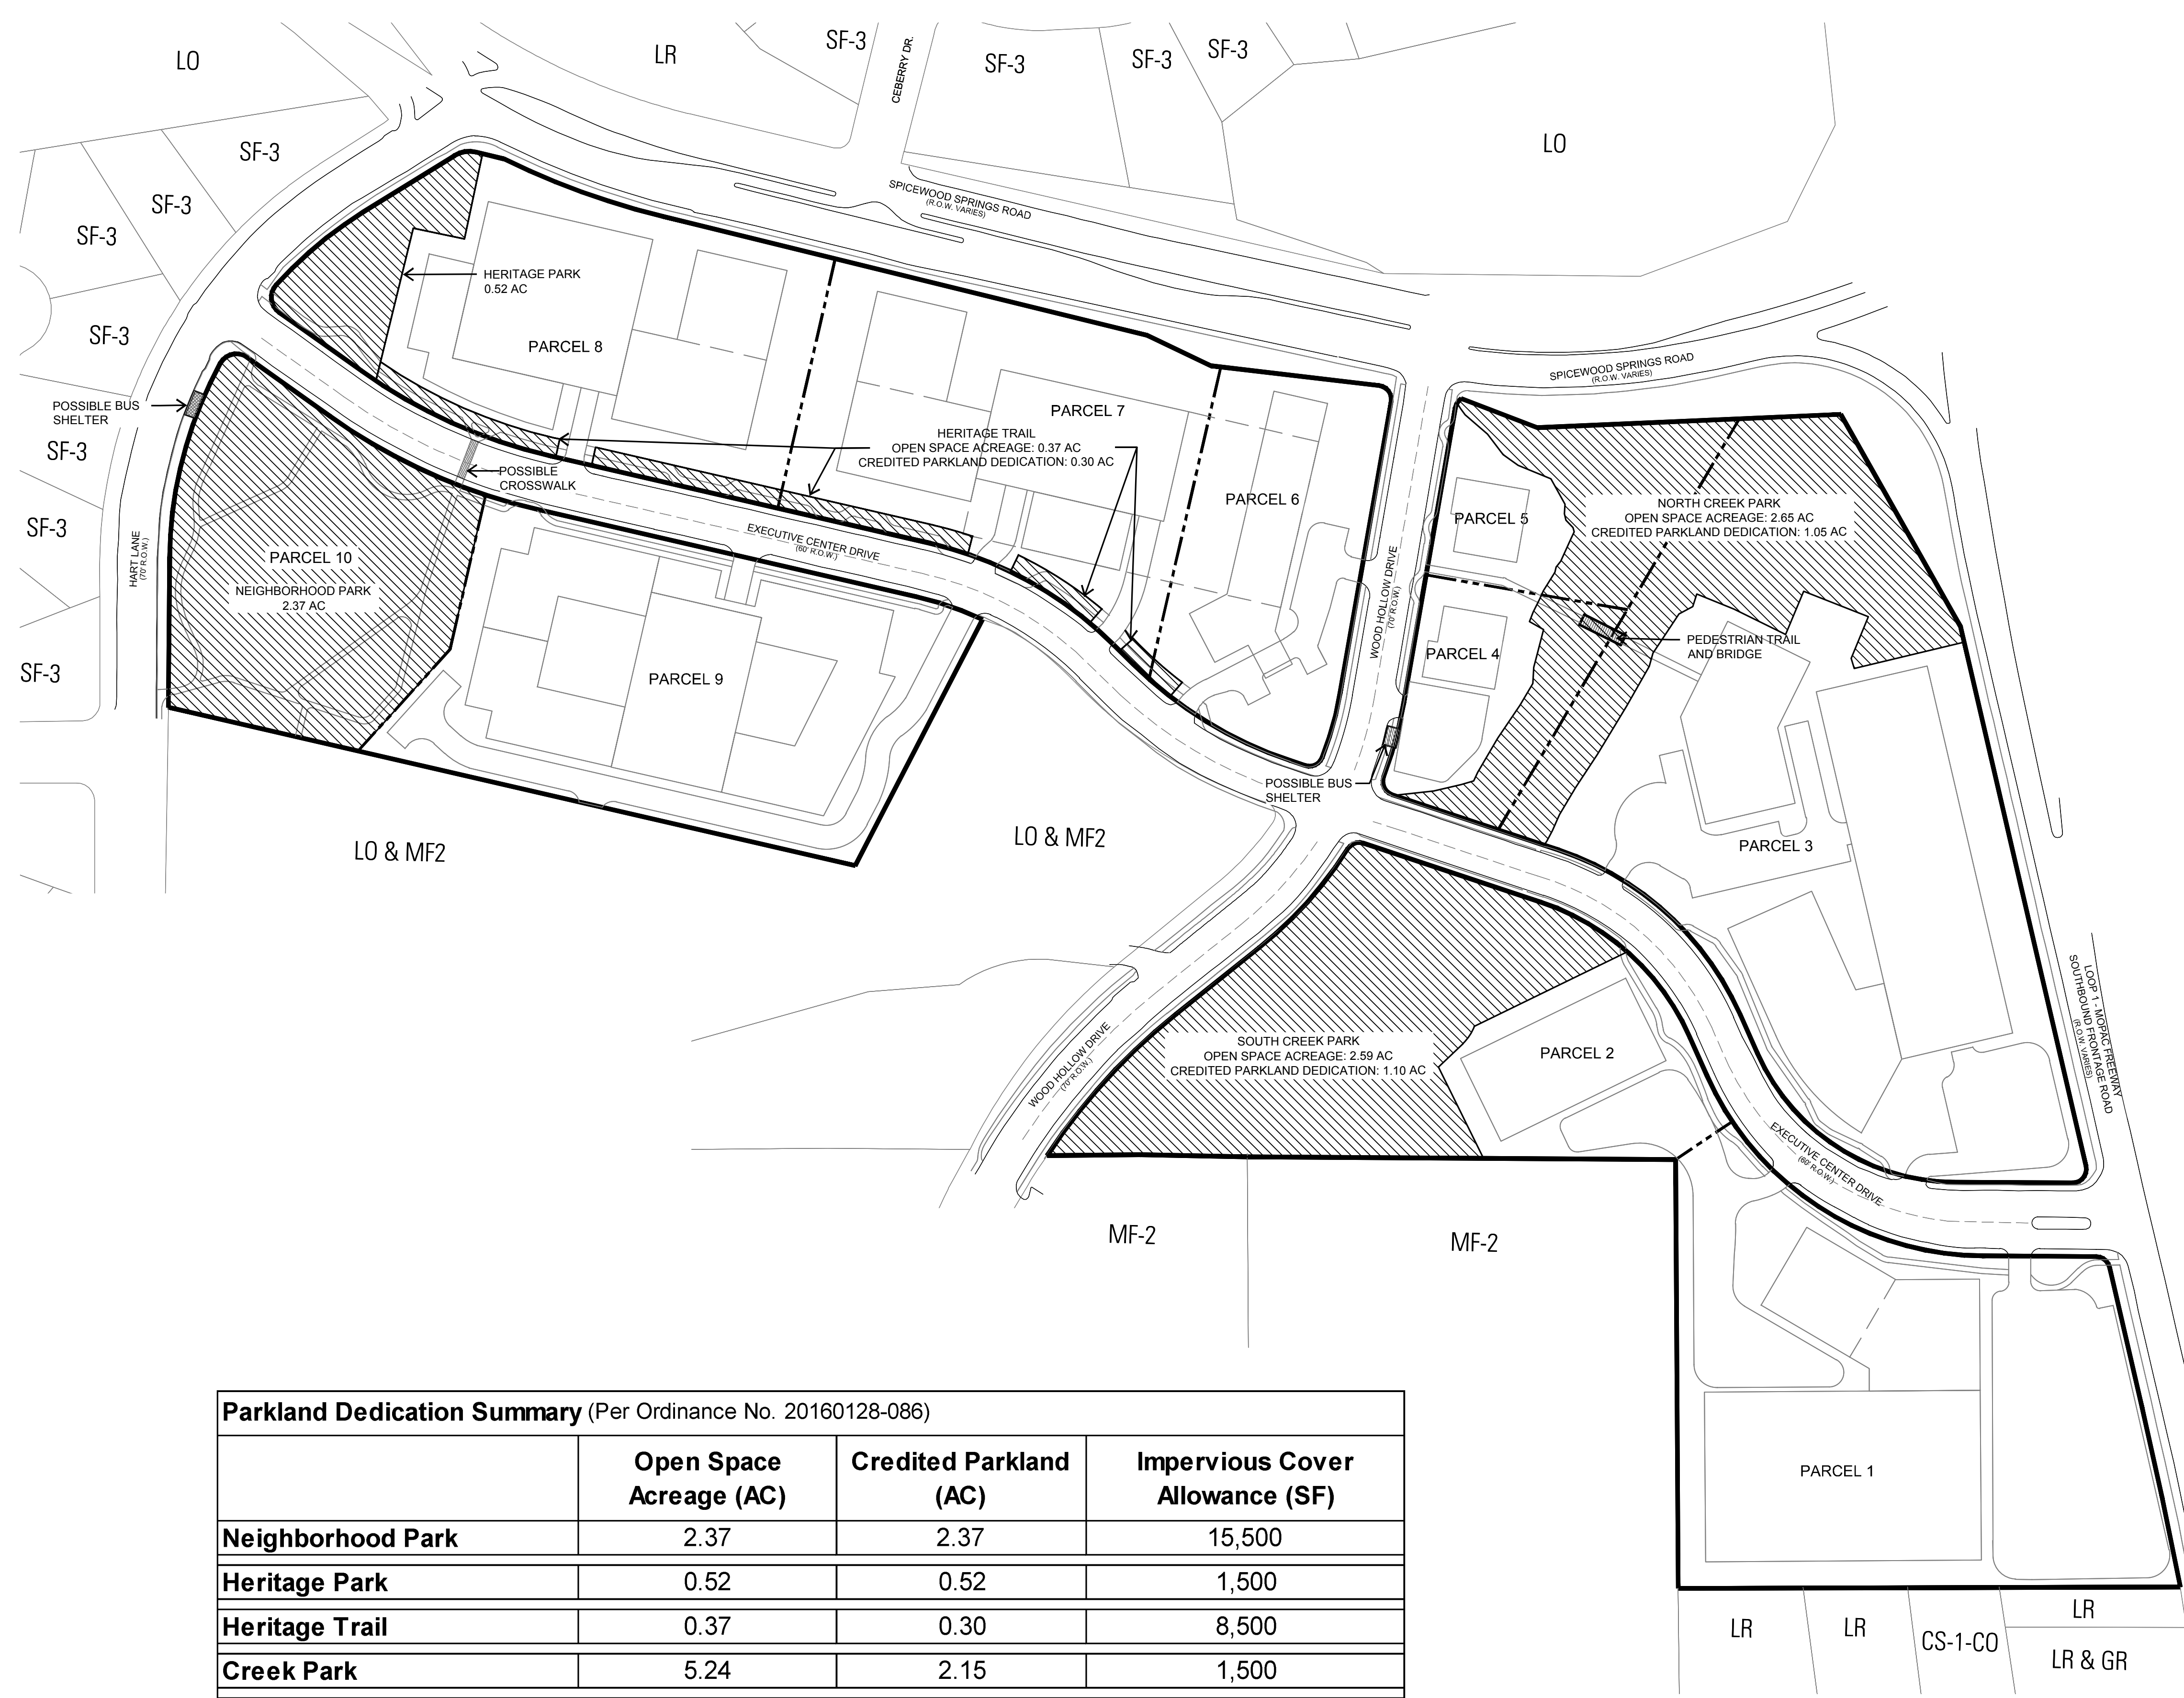 LO
LR
SF-3
SF-3
SF-3
SF-3
CEBERRY DR.
LO
SF-3
SF-3
SF-3
SF-3
SF-3
SF-3
SF-3
SPICEWOOD SPRINGS ROAD
(R.O.W. VARIES)
HERITAGE PARK
0.52 AC
PARCEL 8
PARCEL 7
HERITAGE TRAIL
OPEN SPACE ACREAGE: 0.37 AC
CREDITED PARKLAND DEDICATION: 0.30 AC
PARCEL 6
SPICEWOOD SPRINGS ROAD
(R.O.W. VARIES)
POSSIBLE BUS
SHELTER
POSSIBLE
CROSSWALK
EXECUTIVE CENTER DRIVE
(60' R.O.W.)
HART LANE
(70' R.O.W.)
PARCEL 10
NEIGHBORHOOD PARK
2.37 AC
PARCEL 9
WOOD HOLLOW DRIVE
(70' R.O.W.)
PARCEL 5
NORTH CREEK PARK
OPEN SPACE ACREAGE: 2.65 AC
CREDITED PARKLAND DEDICATION: 1.05 AC
PARCEL 4
PEDESTRIAN TRAIL
AND BRIDGE
POSSIBLE BUS
SHELTER
LO & MF2
LO & MF2
PARCEL 3
LOOP 1 - MOPAC FREEWAY
SOUTHBOUND FRONTAGE ROAD
(R.O.W. VARIES)
WOOD HOLLOW DRIVE
(70' R.O.W.)
SOUTH CREEK PARK
OPEN SPACE ACREAGE: 2.59 AC
CREDITED PARKLAND DEDICATION: 1.10 AC
PARCEL 2
EXECUTIVE CENTER DRIVE
(60' R.O.W.)
MF-2
MF-2
PARCEL 1
LR
LR
CS-1-CO
LR
LR & GR
Parkland Dedication Summary (Per Ordinance No. 20160128-086)
Open Space Acreage (AC) Credited Parkland (AC) Impervious Cover Allowance (SF)
Neighborhood Park 2.37 2.37 15,500
Heritage Park 0.52 0.52 1,500
Heritage Trail 0.37 0.30 8,500
Creek Park 5.24 2.15 1,500